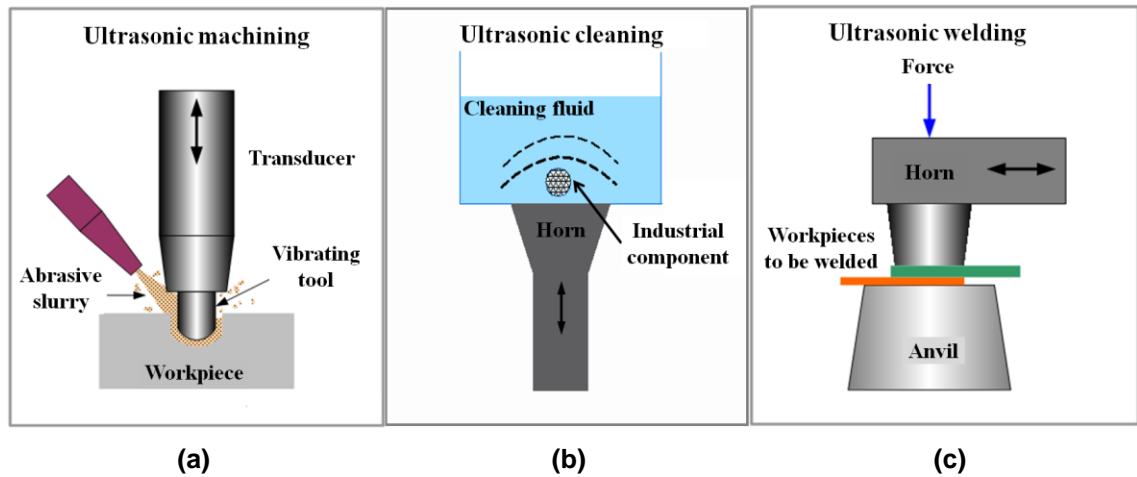 Ultrasonic machining
Transducer
Abrasive
slurry
Vibrating
tool
Workpiece
(a)
Ultrasonic cleaning
Cleaning fluid
Horn
Industrial
component
(b)
Ultrasonic welding
Force
Horn
Workpieces
to be welded
Anvil
(c)